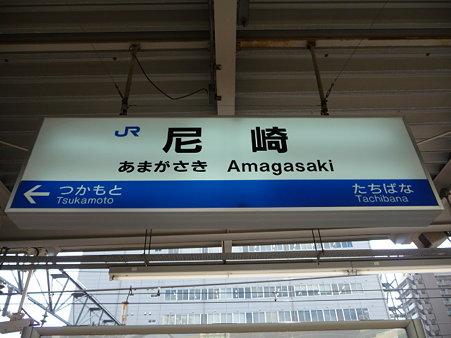 JR 尼崎
あまがさき Amagasaki
← つかもと たちばな
Tsukamoto Tachibana